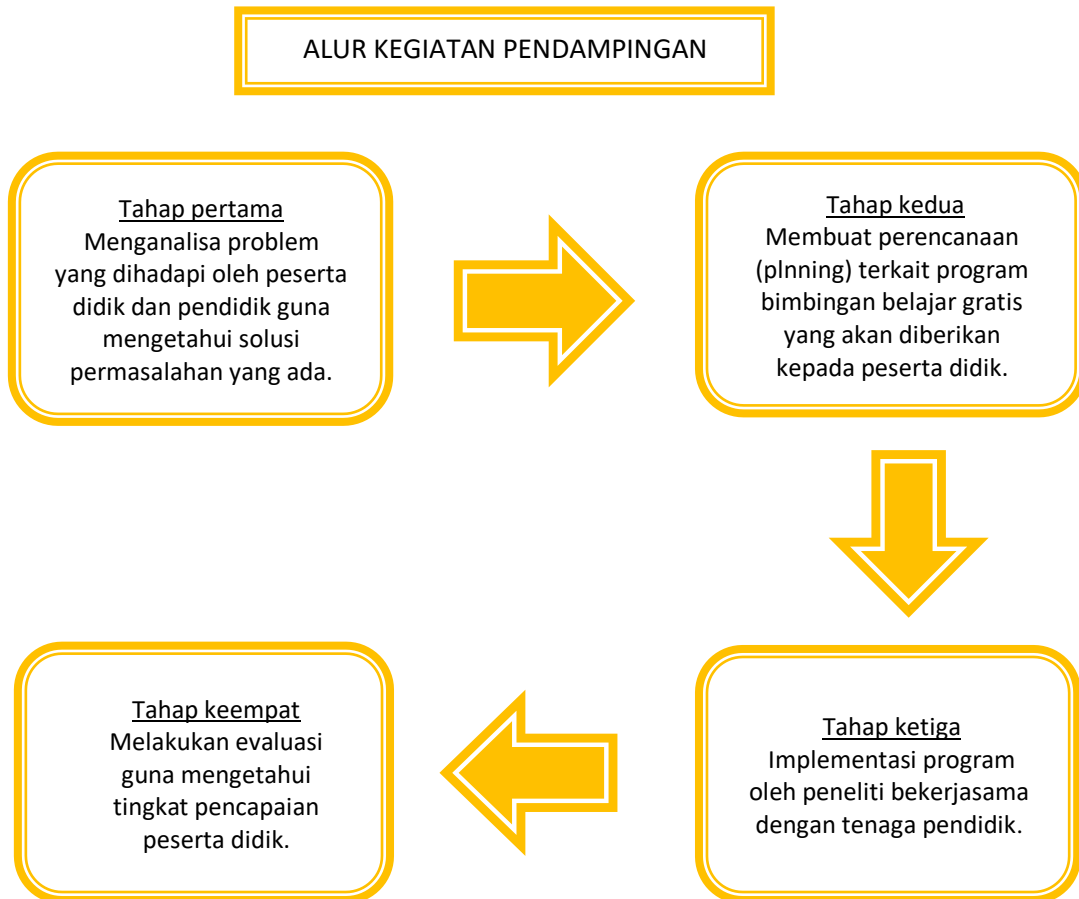 ALUR KEGIATAN PENDAMPINGAN
Tahap pertama
Menganalisa problem
yang dihadapi oleh peserta
didik dan pendidik guna
mengetahui solusi
permasalahan yang ada.
Tahap kedua
Membuat perencanaan
(plnning) terkait program
bimbingan belajar gratis
yang akan diberikan
kepada peserta didik.
Tahap ketiga
Implementasi program
oleh peneliti bekerjasama
dengan tenaga pendidik.
Tahap keempat
Melakukan evaluasi
guna mengetahui
tingkat pencapaian
peserta didik.